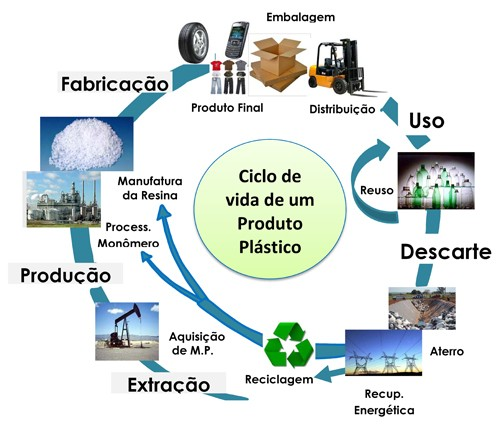 Embalagem
Fabricação
Produto Final
Distribuição
Uso
Manufatura
da Resina
Ciclo de
vida de um
Produto
Plástico
Reuso
Process.
Monômero
Descarte
Produção
Aquisição
de M.P.
Aterro
Reciclagem
Extração
Recup.
Energética